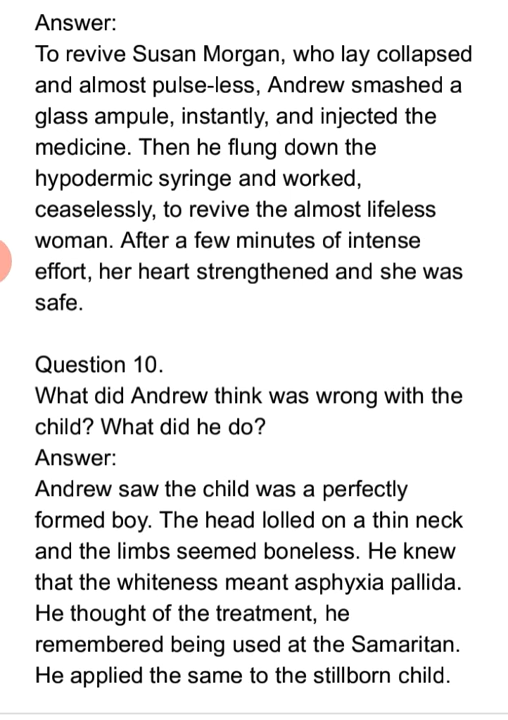 Answer:
To revive Susan Morgan, who lay collapsed
and almost pulse-less, Andrew smashed a
glass ampule, instantly, and injected the
medicine. Then he flung down the
hypodermic syringe and worked,
ceaselessly, to revive the almost lifeless
woman. After a few minutes of intense
effort, her heart strengthened and she was
safe.
Question 10.
What did Andrew think was wrong with the
child? What did he do?
Answer:
Andrew saw the child was a perfectly
formed boy. The head lolled on a thin neck
and the limbs seemed boneless. He knew
that the whiteness meant asphyxia pallida.
He thought of the treatment, he
remembered being used at the Samaritan.
He applied the same to the stillborn child.